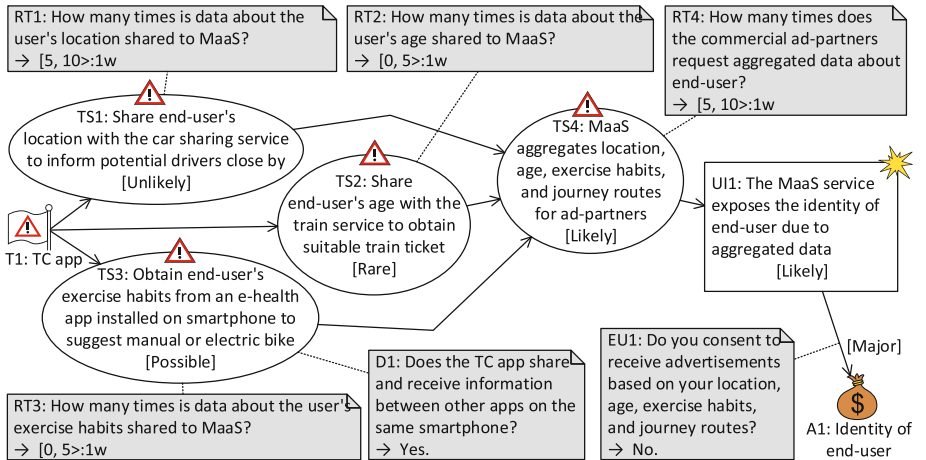 RT1: How many times is data about the
user's location shared to MaaS?
→ [5, 10>:1w
RT2: How many times is data about the
user's age shared to MaaS?
→ [0, 5>:1w
RT4: How many times does
the commercial ad-partners
request aggregated data about
end-user?
→ [5, 10>:1w
TS1: Share end-user's
location with the car sharing service
to inform potential drivers close by
[Unlikely]
TS2: Share
end-user's age with the
train service to obtain
suitable train ticket
[Rare]
TS4: MaaS
aggregates location,
age, exercise habits,
and journey routes
for ad-partners
[Likely]
UI1: The MaaS service
exposes the identity of
end-user due to
aggregated data
[Likely]
T1: TC app
TS3: Obtain end-user's
exercise habits from an e-health
app installed on smartphone to
suggest manual or electric bike
[Possible]
RT3: How many times is data about the user's
exercise habits shared to MaaS?
→ [0, 5>:1w
D1: Does the TC app share
and receive information
between other apps on the
same smartphone?
→ Yes.
EU1: Do you consent to
receive advertisements
based on your location,
age, exercise habits,
and journey routes?
→ No.
[Major]
$
A1: Identity of
end-user